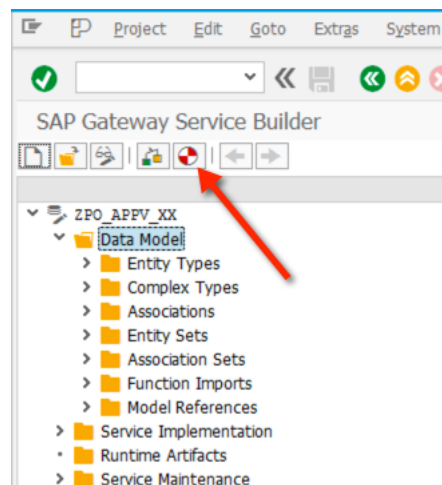 Project Edit Goto Extras System
SAP Gateway Service Builder
ZPO_APPV_XX
Data Model
Entity Types
Complex Types
Associations
Entity Sets
Association Sets
Function Imports
Model References
Service Implementation
Runtime Artifacts
Service Maintenance